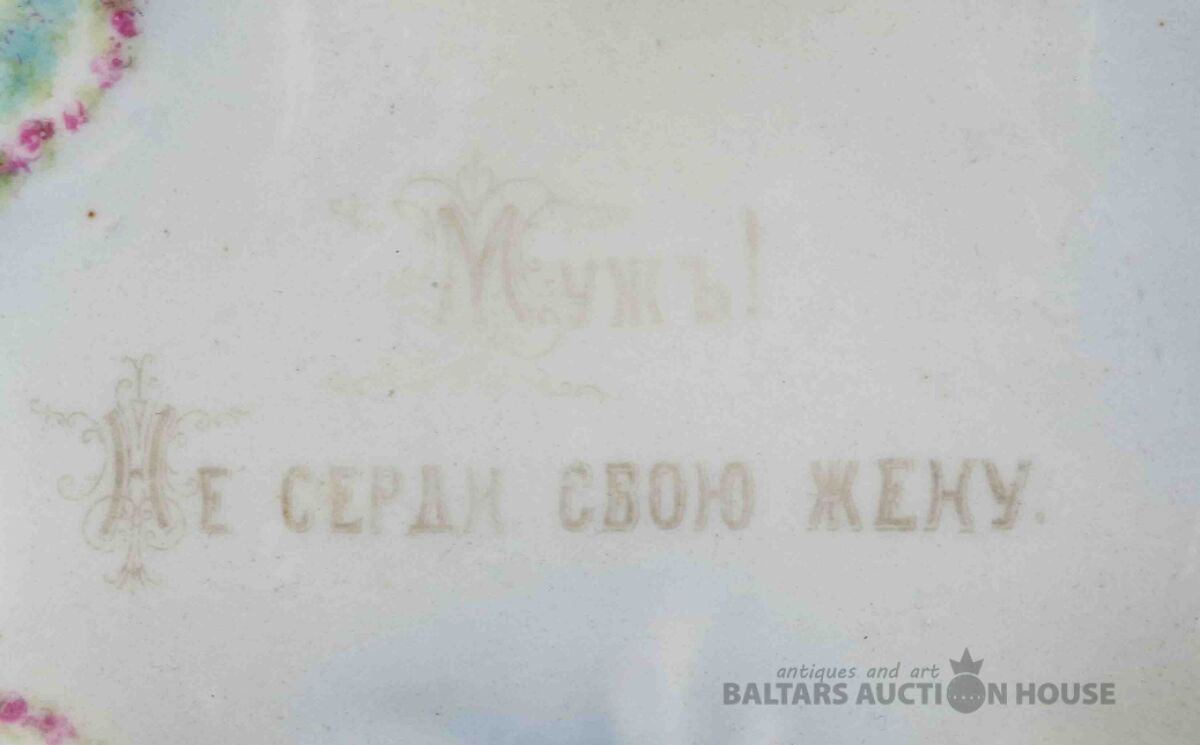 Мужъ!
Не серди свою жену.
antiques and art
BALTARS AUCTION HOUSE